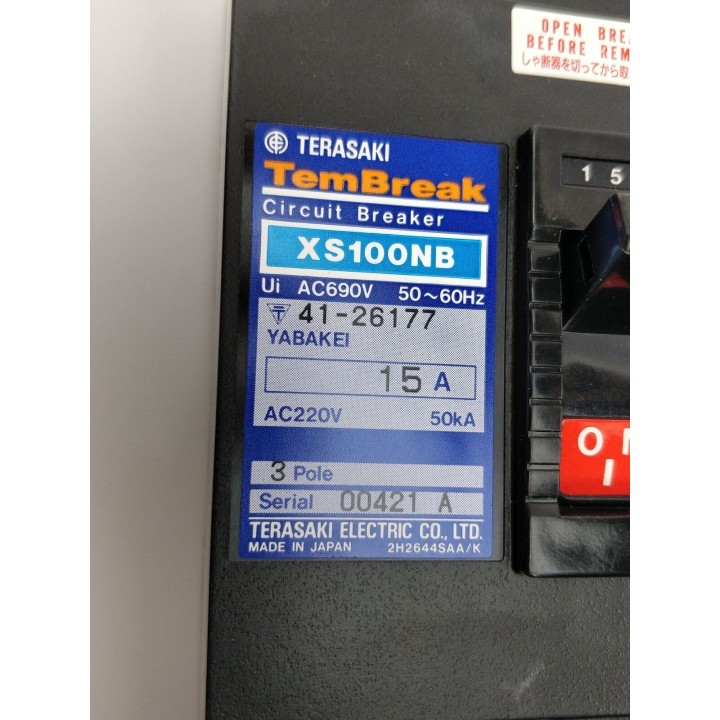 OPEN
BEFORE
しゃ断器を切ってから取
TERASAKI
TemBreak
Circuit Breaker
XS100NB
Ui AC690V 50～60Hz
〒 41-26177
YABAKEI
15 A
AC220V 50kA
3 Pole
Serial 00421 A
TERASAKI ELECTRIC CO., LTD.
MADE IN JAPAN 2H2644SAA/K
1 5
O
I